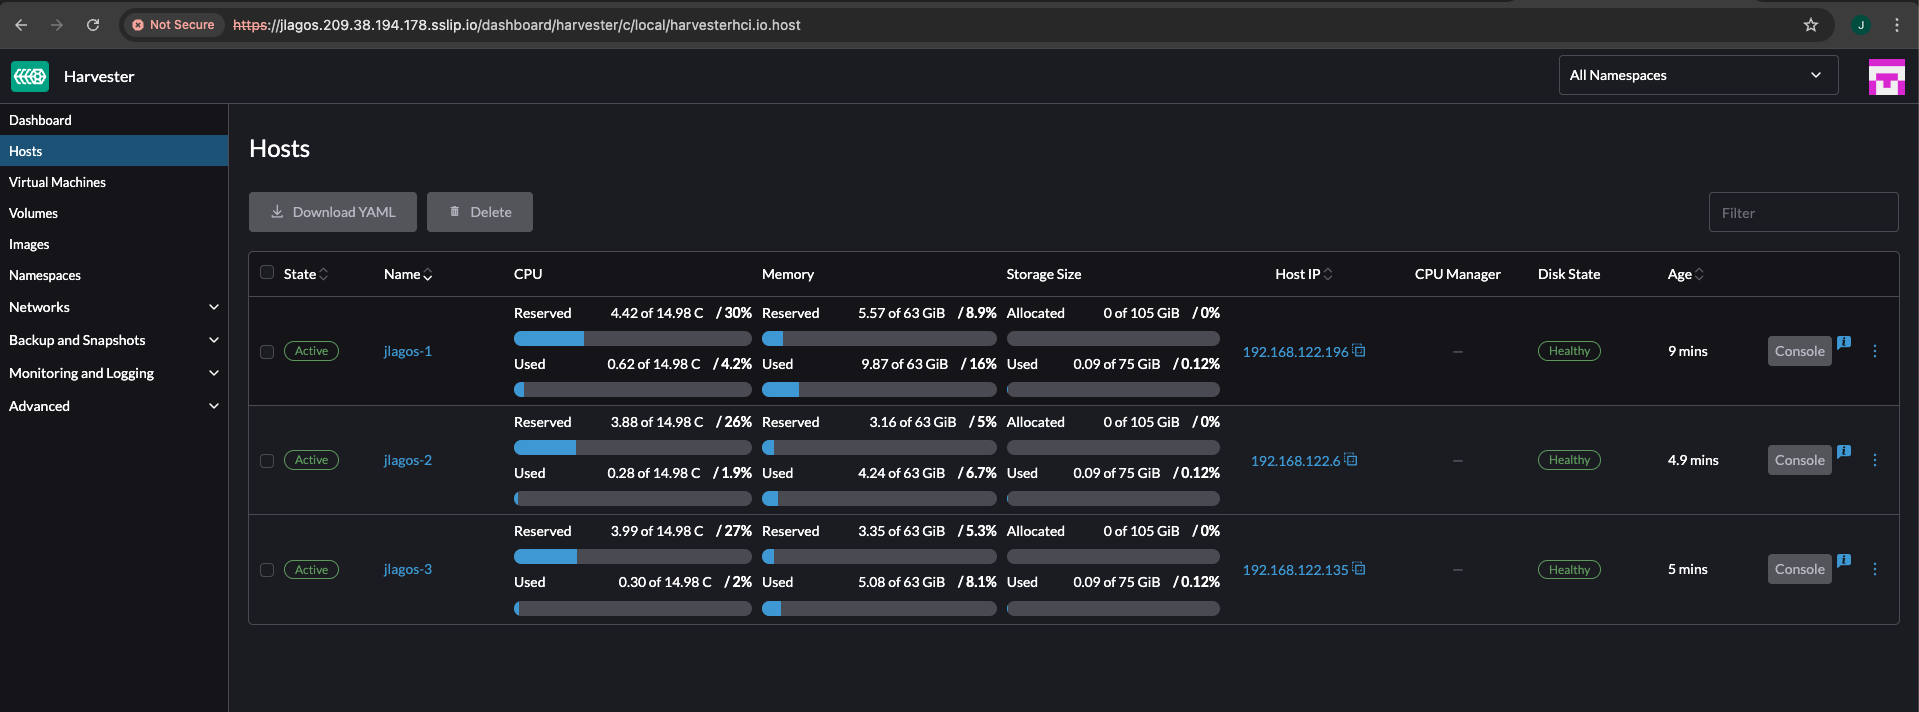 Not Secure https://jlagos.209.38.194.178.sslip.io/dashboard/harvester/c/local/harvesterhci.io.host J
Harvester All Namespaces
Dashboard
Hosts
Virtual Machines
Volumes
Images
Namespaces
Networks
Backup and Snapshots
Monitoring and Logging
Advanced
Hosts
Download YAML Delete Filter
State Name CPU Memory Storage Size Host IP CPU Manager Disk State Age
Reserved 4.42 of 14.98 C / 30% Reserved 5.57 of 63 GiB / 8.9% Allocated 0 of 105 GiB / 0%
Active jlagos-1 192.168.122.196 — Healthy 9 mins Console
Used 0.62 of 14.98 C / 4.2% Used 9.87 of 63 GiB / 16% Used 0.09 of 75 GiB / 0.12%
Reserved 3.88 of 14.98 C / 26% Reserved 3.16 of 63 GiB / 5% Allocated 0 of 105 GiB / 0%
Active jlagos-2 192.168.122.6 — Healthy 4.9 mins Console
Used 0.28 of 14.98 C / 1.9% Used 4.24 of 63 GiB / 6.7% Used 0.09 of 75 GiB / 0.12%
Reserved 3.99 of 14.98 C / 27% Reserved 3.35 of 63 GiB / 5.3% Allocated 0 of 105 GiB / 0%
Active jlagos-3 192.168.122.135 — Healthy 5 mins Console
Used 0.30 of 14.98 C / 2% Used 5.08 of 63 GiB / 8.1% Used 0.09 of 75 GiB / 0.12%